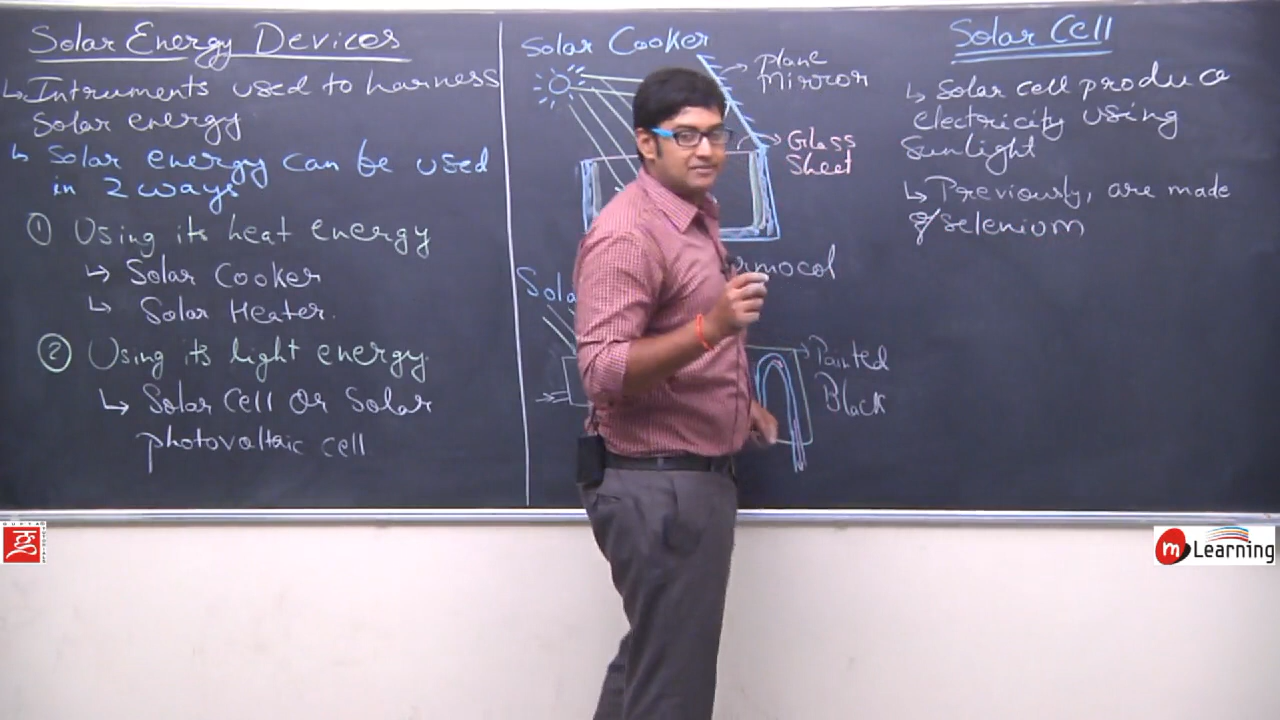 Solar Energy Devices
↳ Intruments used to harness
Solar energy
↳ Solar energy can be used
in 2 ways
① Using its heat energy
↳ Solar Cooker
↳ Solar Heater.
② Using its light energy.
↳ Solar Cell Or Solar
photovoltaic cell
Solar Cooker
plane
Mirror
Glass
Sheet
Painted
Black
Solar Cell
↳ Solar cell produce
electricity using
Sunlight
↳ Previously, are made
of selenium
GUPTA TUTORIALS
m Learning